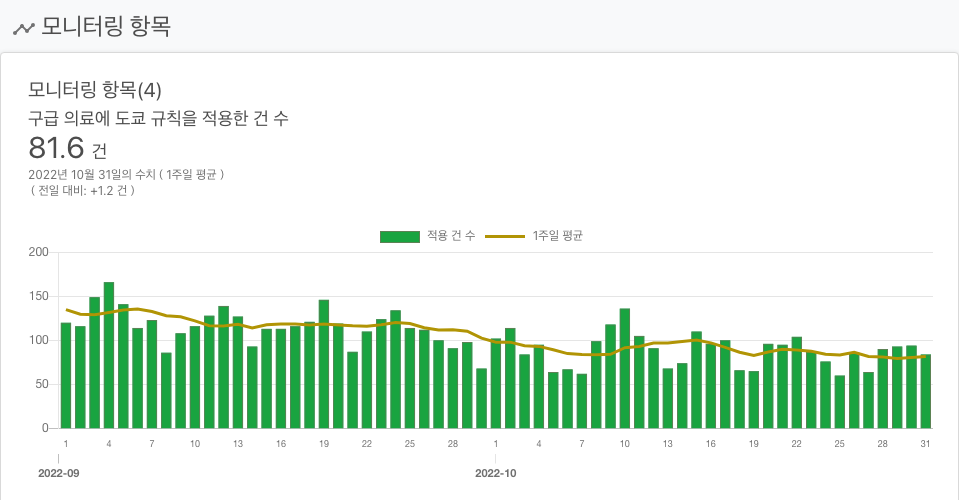 모니터링 항목
모니터링 항목(4)
구급 의료에 도쿄 규칙을 적용한 건 수
81.6 건
2022년 10월 31일의 수치 ( 1주일 평균 )
( 전일 대비: +1.2 건 )
적용 건 수 1주일 평균
200
150
100
50
0
1 4 7 10 13 16 19 22 25 28 1 4 7 10 13 16 19 22 25 28 31
2022-09 2022-10